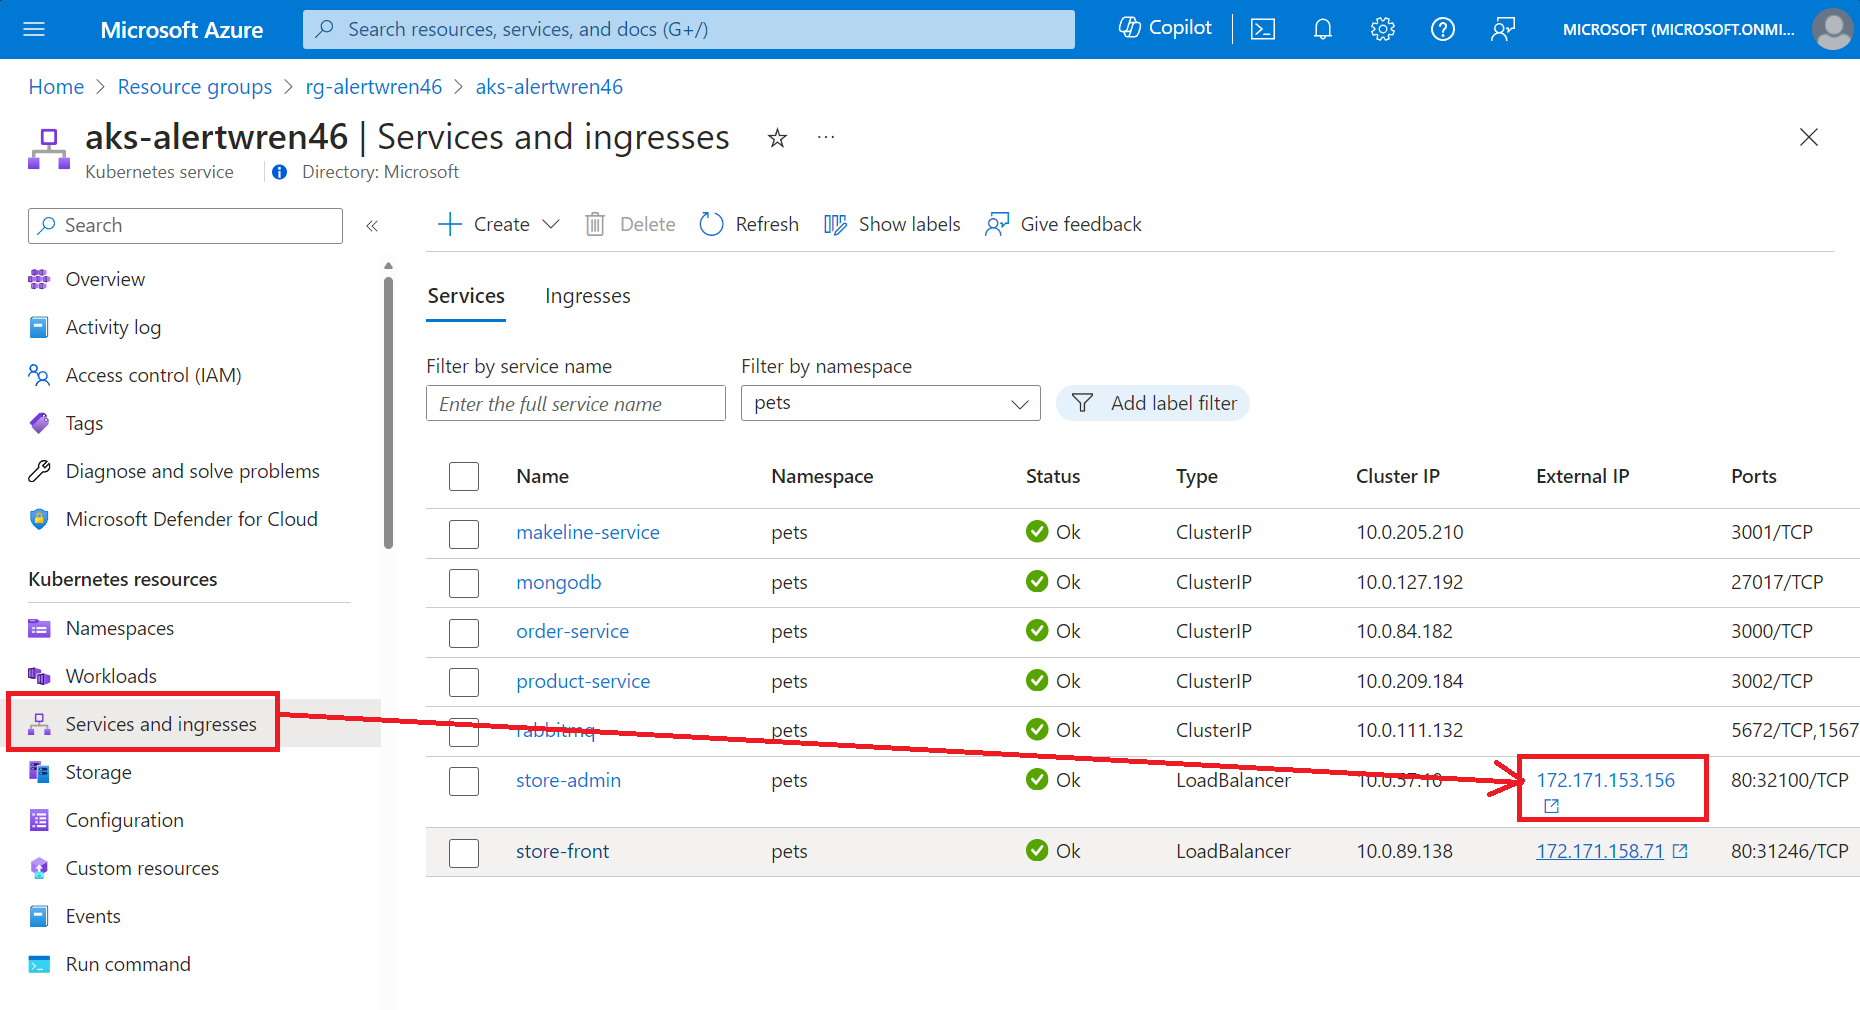 Microsoft Azure
Search resources, services, and docs (G+/)
Copilot
MICROSOFT (MICROSOFT.ONMI...
Home > Resource groups > rg-alertwren46 > aks-alertwren46
aks-alertwren46 | Services and ingresses
Kubernetes service
Directory: Microsoft
Search
Create
Delete
Refresh
Show labels
Give feedback
Overview
Activity log
Access control (IAM)
Tags
Diagnose and solve problems
Microsoft Defender for Cloud
Kubernetes resources
Namespaces
Workloads
Services and ingresses
Storage
Configuration
Custom resources
Events
Run command
Services
Ingresses
Filter by service name
Filter by namespace
Enter the full service name
pets
Add label filter
Name Namespace Status Type Cluster IP External IP Ports
makeline-service pets Ok ClusterIP 10.0.205.210 3001/TCP
mongodb pets Ok ClusterIP 10.0.127.192 27017/TCP
order-service pets Ok ClusterIP 10.0.84.182 3000/TCP
product-service pets Ok ClusterIP 10.0.209.184 3002/TCP
rabbitmq pets Ok ClusterIP 10.0.111.132 5672/TCP,1567
store-admin pets Ok LoadBalancer 172.171.153.156 80:32100/TCP
store-front pets Ok LoadBalancer 10.0.89.138 172.171.158.71 80:31246/TCP